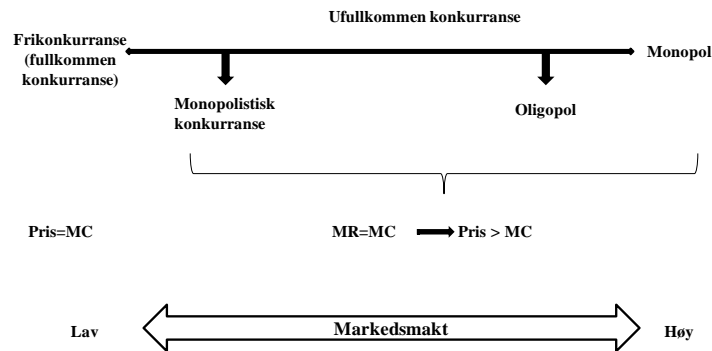 Ufullkommen konkurranse
Frikonkurranse
(fullkommen
konkurranse)
Monopol
Monopolistisk
konkurranse
Oligopol
Pris=MC
MR=MC
Pris > MC
Lav
Markedsmakt
Høy